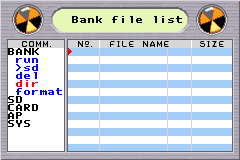 Bank file list
COMM. Nº. FILE NAME SIZE
BANK
run
>sd
del
dir
format
SD
CARD
AP
SYS